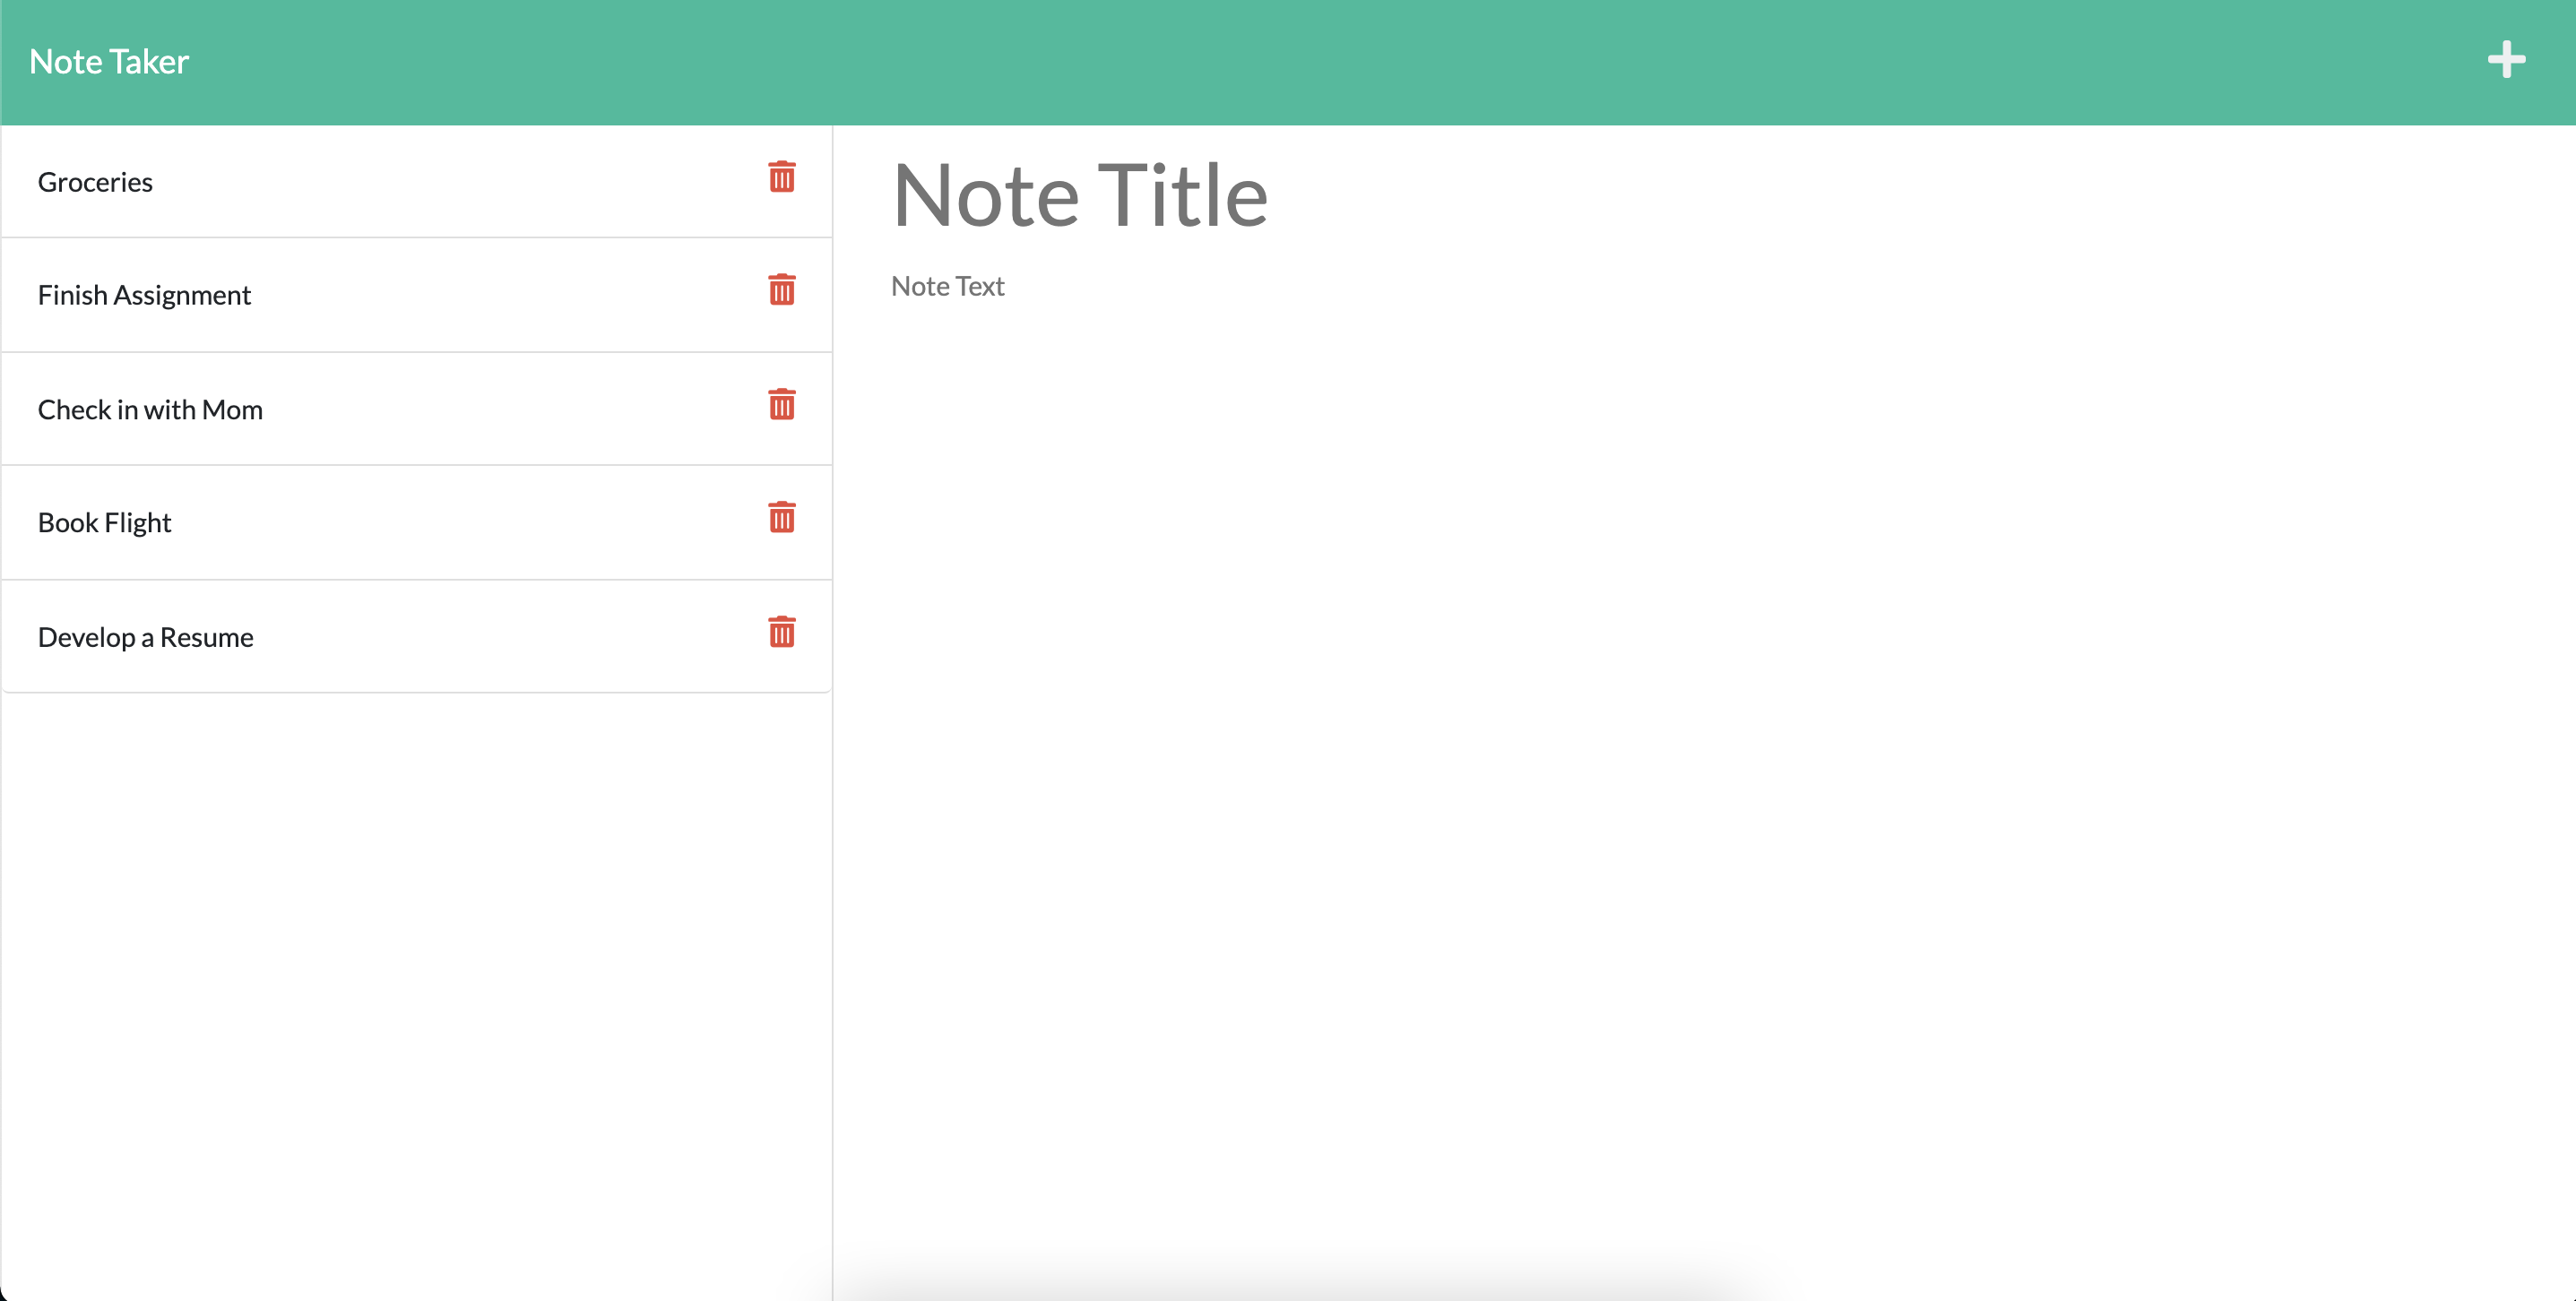 Note Taker
Groceries
Finish Assignment
Check in with Mom
Book Flight
Develop a Resume
Note Title
Note Text